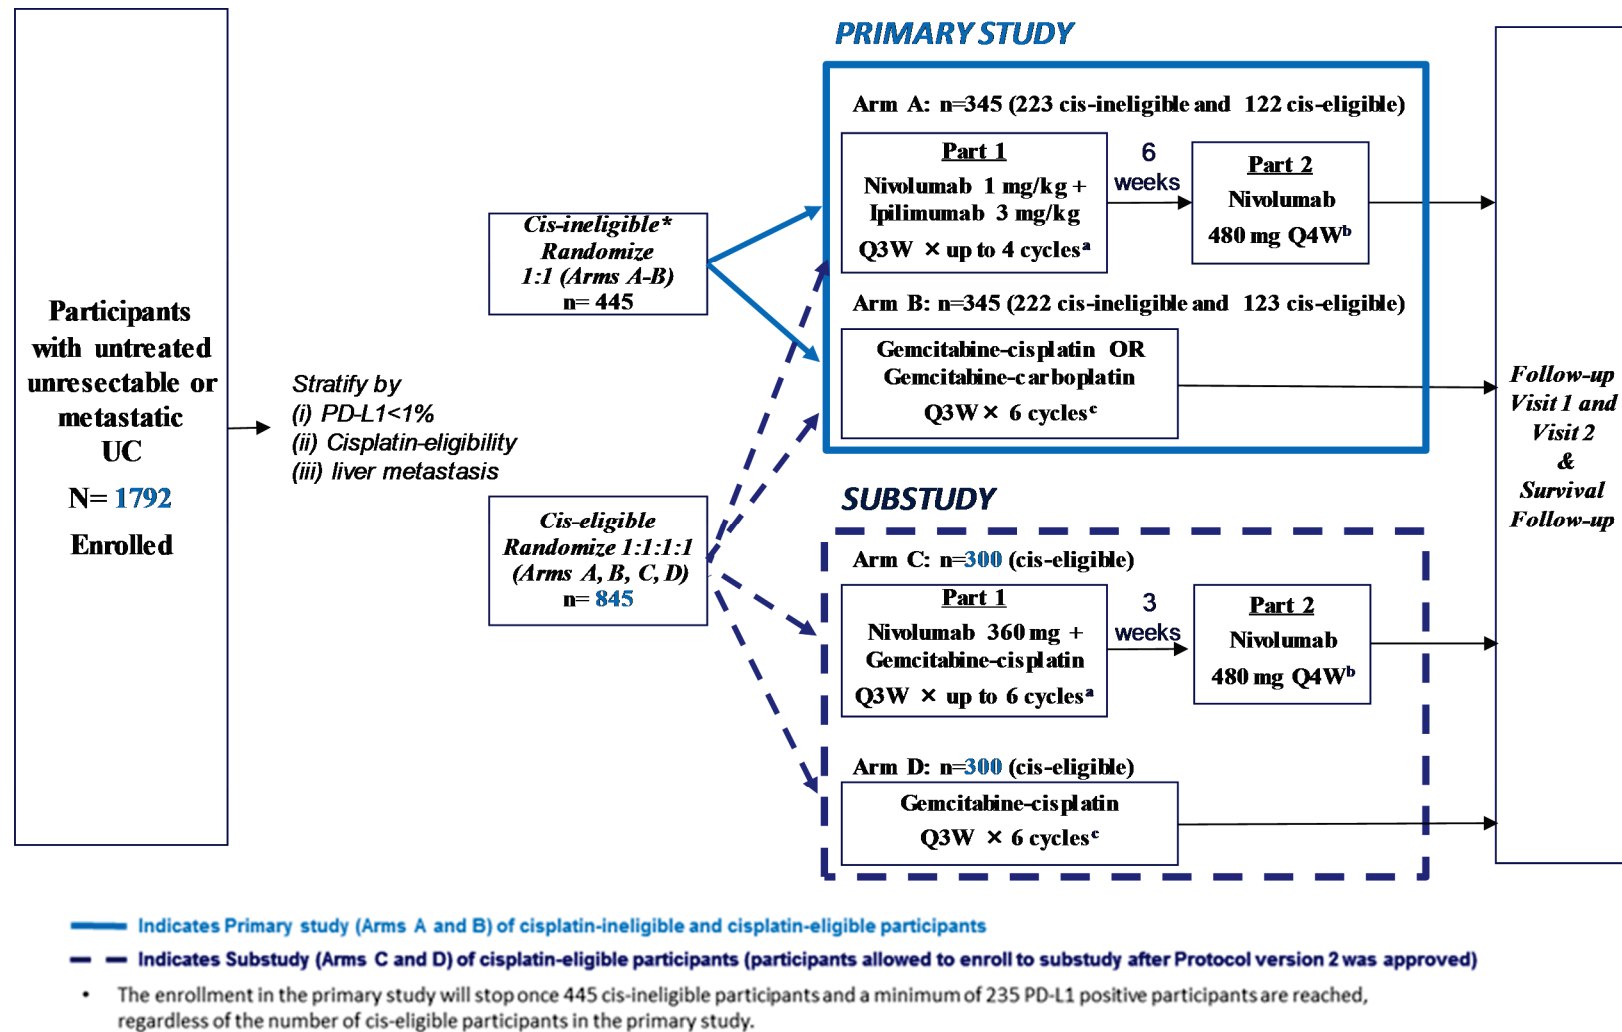 Participants
with untreated
unresectable or
metastatic
UC
N= 1792
Enrolled
Stratify by
(i) PD-L1<1%
(ii) Cisplatin-eligibility
(iii) liver metastasis
Cis-ineligible*
Randomize
1:1 (Arms A-B)
n= 445
Cis-eligible
Randomize 1:1:1:1
(Arms A, B, C, D)
n= 845
PRIMARY STUDY
Arm A: n=345 (223 cis-ineligible and 122 cis-eligible)
Part 1
Nivolumab 1 mg/kg +
Ipilimumab 3 mg/kg
Q3W × up to 4 cyclesᵃ
6
weeks
Part 2
Nivolumab
480 mg Q4Wᵇ
Arm B: n=345 (222 cis-ineligible and 123 cis-eligible)
Gemcitabine-cisplatin OR
Gemcitabine-carboplatin
Q3W × 6 cyclesᶜ
SUBSTUDY
Arm C: n=300 (cis-eligible)
Part 1
Nivolumab 360 mg +
Gemcitabine-cisplatin
Q3W × up to 6 cyclesᵃ
3
weeks
Part 2
Nivolumab
480 mg Q4Wᵇ
Arm D: n=300 (cis-eligible)
Gemcitabine-cisplatin
Q3W × 6 cyclesᶜ
Follow-up
Visit 1 and
Visit 2
&
Survival
Follow-up
Indicates Primary study (Arms A and B) of cisplatin-ineligible and cisplatin-eligible participants
Indicates Substudy (Arms C and D) of cisplatin-eligible participants (participants allowed to enroll to substudy after Protocol version 2 was approved)
• The enrollment in the primary study will stop once 445 cis-ineligible participants and a minimum of 235 PD-L1 positive participants are reached,
regardless of the number of cis-eligible participants in the primary study.